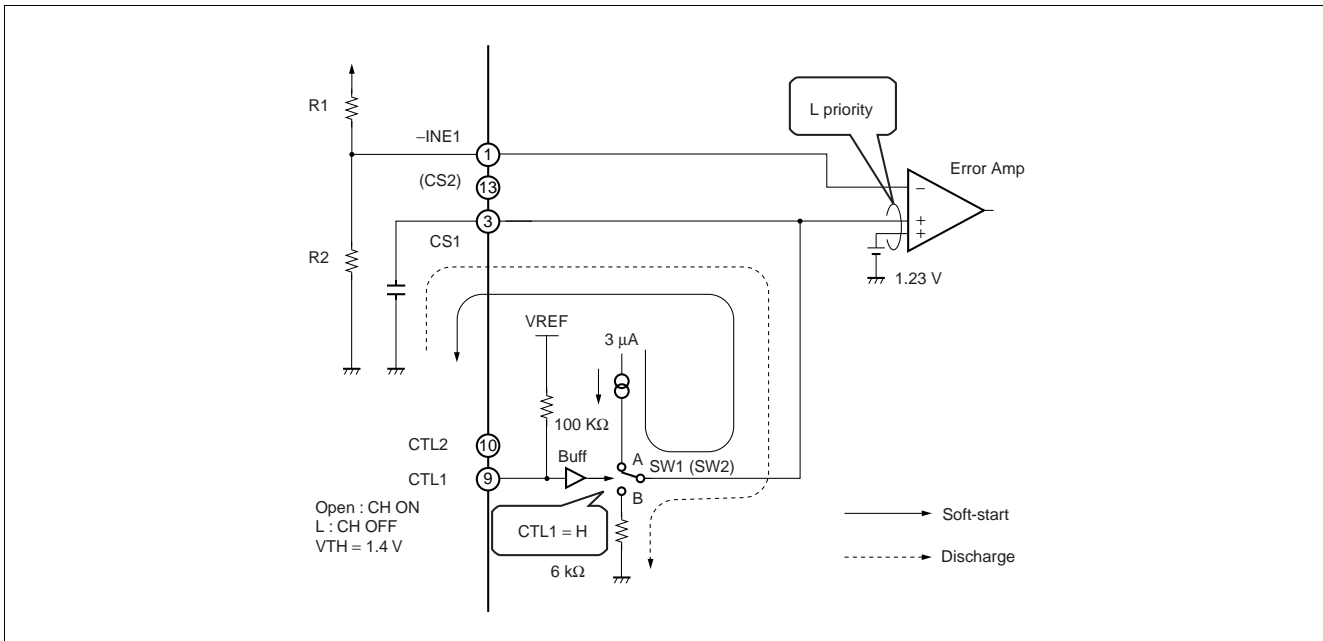 L priority
R1
–INE1
1
Error Amp
(CS2)
13
–
3
+
+
CS1
R2
1.23 V
VREF
3 µA
100 KΩ
CTL2
10
Buff
A
SW1 (SW2)
CTL1
9
B
Open : CH ON
L : CH OFF
VTH = 1.4 V
CTL1 = H
6 kΩ
Soft-start
Discharge